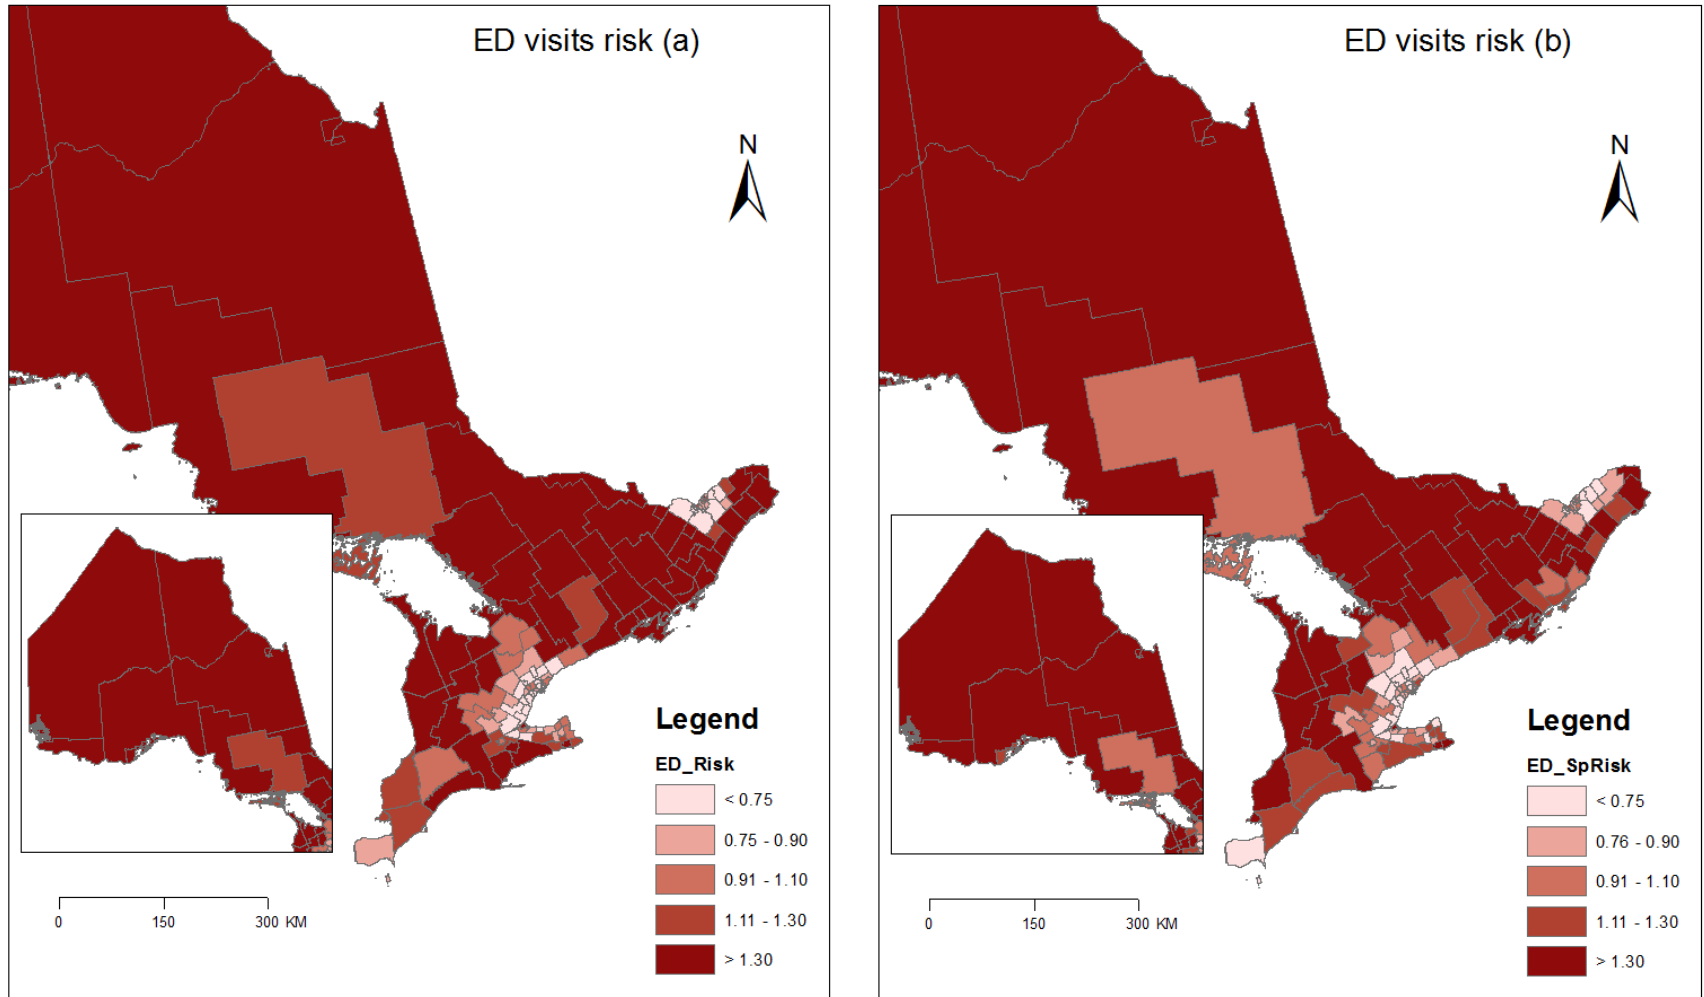 ED visits risk (a)
N
Legend
ED_Risk
< 0.75
0.75 - 0.90
0.91 - 1.10
1.11 - 1.30
> 1.30
0 150 300 KM
ED visits risk (b)
N
Legend
ED_SpRisk
< 0.75
0.76 - 0.90
0.91 - 1.10
1.11 - 1.30
> 1.30
0 150 300 KM